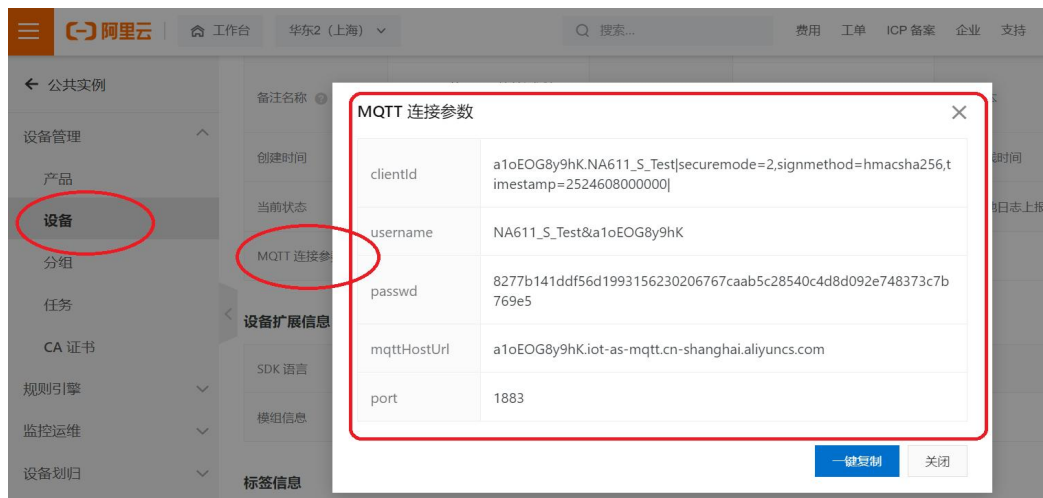 阿里云 工作台 华东2（上海） 搜索... 费用 工单 ICP 备案 企业 支持
公共实例
设备管理
产品
设备
分组
任务
CA 证书
规则引擎
监控运维
设备划归
备注名称
创建时间
当前状态
MQTT 连接参
设备扩展信息
SDK 语言
模组信息
标签信息
MQTT 连接参数
clientId a1oEOG8y9hK.NA611_S_Test|securemode=2,signmethod=hmacsha256,t
imestamp=2524608000000|
username NA611_S_Test&a1oEOG8y9hK
passwd 8277b141ddf56d1993156230206767caab5c28540c4d8d092e748373c7b
769e5
mqttHostUrl a1oEOG8y9hK.iot-as-mqtt.cn-shanghai.aliyuncs.com
port 1883
一键复制 关闭
时间
日志上报